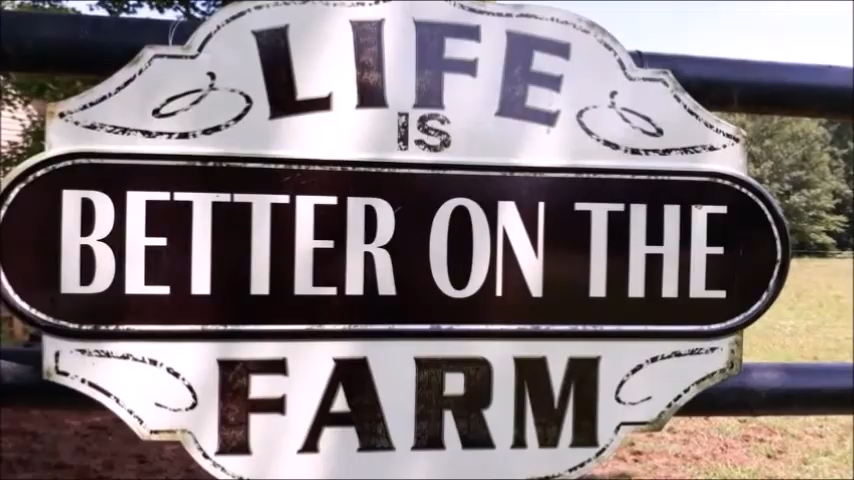 LIFE
IS
BETTER ON THE
FARM